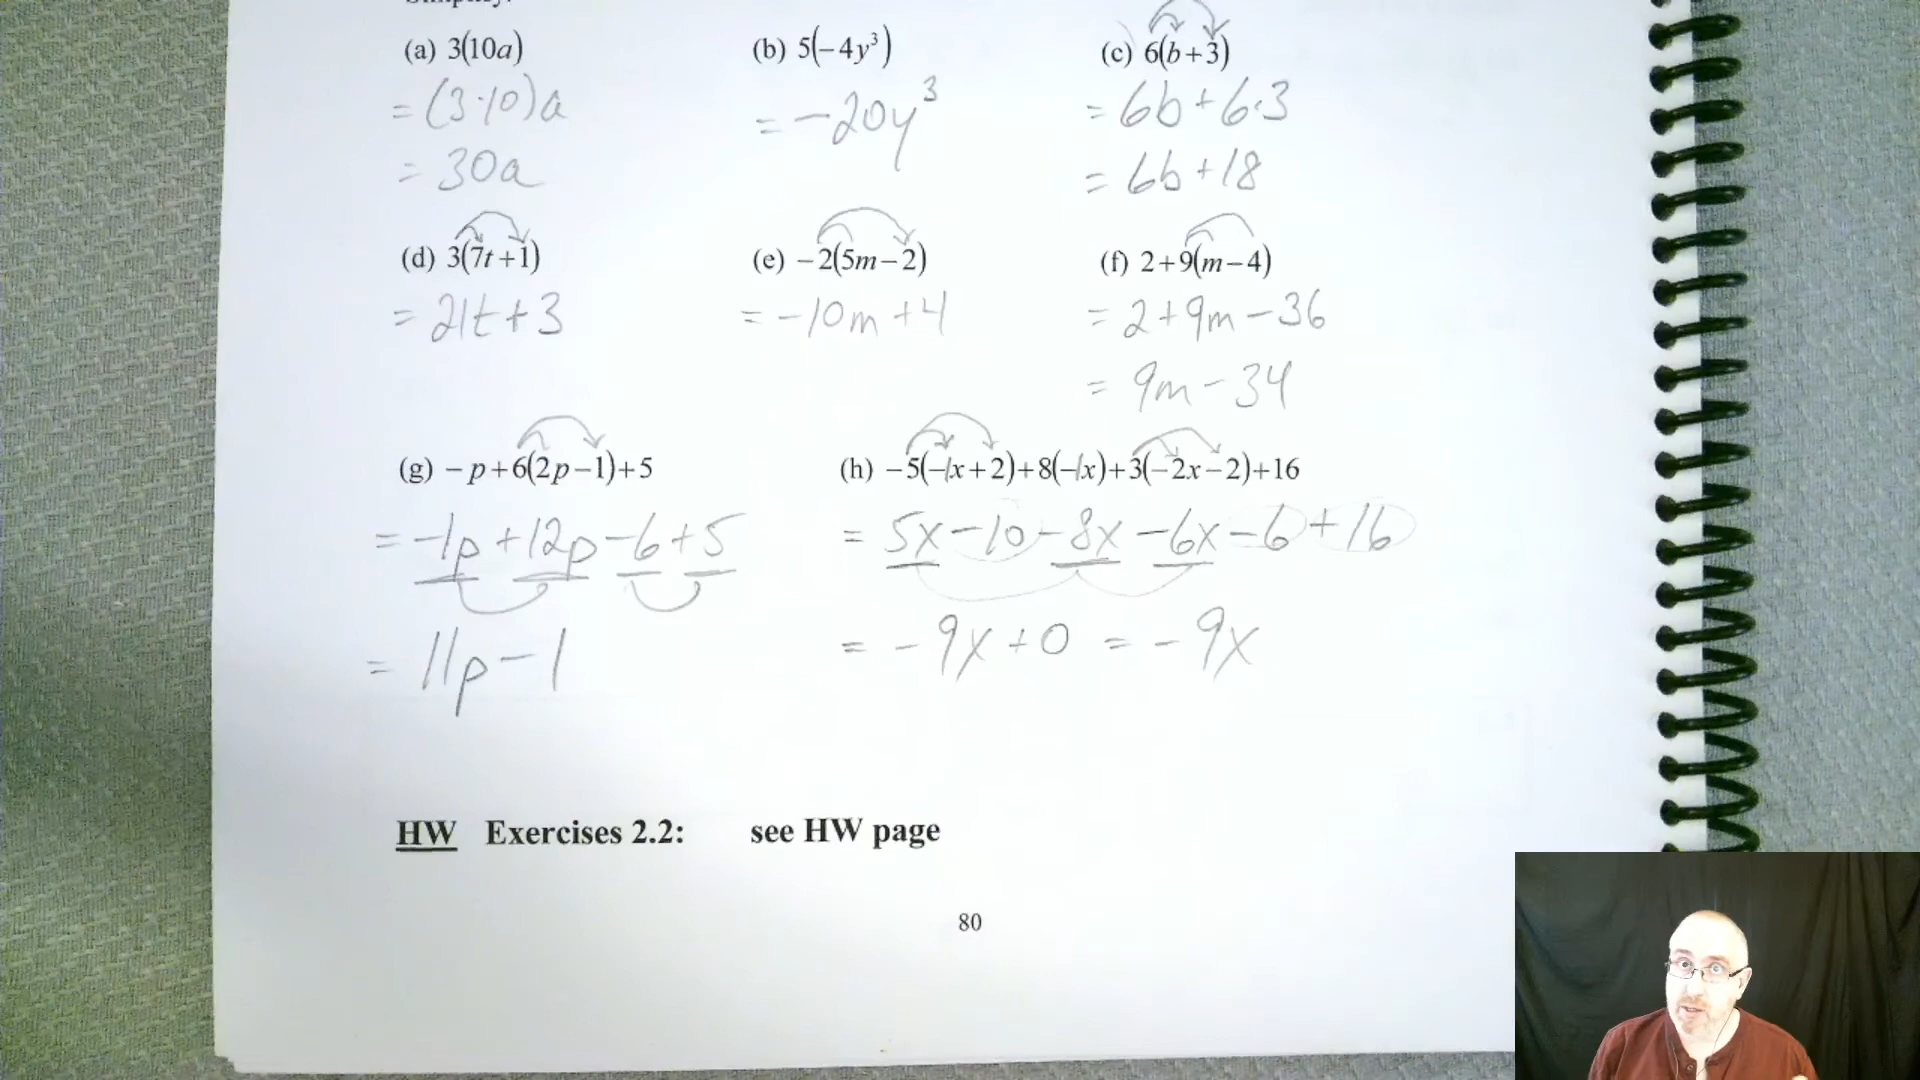 Simplify:
(a) 3(10a) (b) 5(−4y³) (c) 6(b+3)
= (3·10)a = −20y³ = 6b+6·3
= 30a = 6b+18
(d) 3(7t+1) (e) −2(5m−2) (f) 2+9(m−4)
= 21t+3 = −10m+4 = 2+9m−36
= 9m−34
(g) −p+6(2p−1)+5 (h) −5(−1x+2)+8(−1x)+3(−2x−2)+16
= −1p+12p−6+5 = 5x−10−8x−6x−6+16
= 11p−1 = −9x+0 = −9x
HW Exercises 2.2: see HW page
80